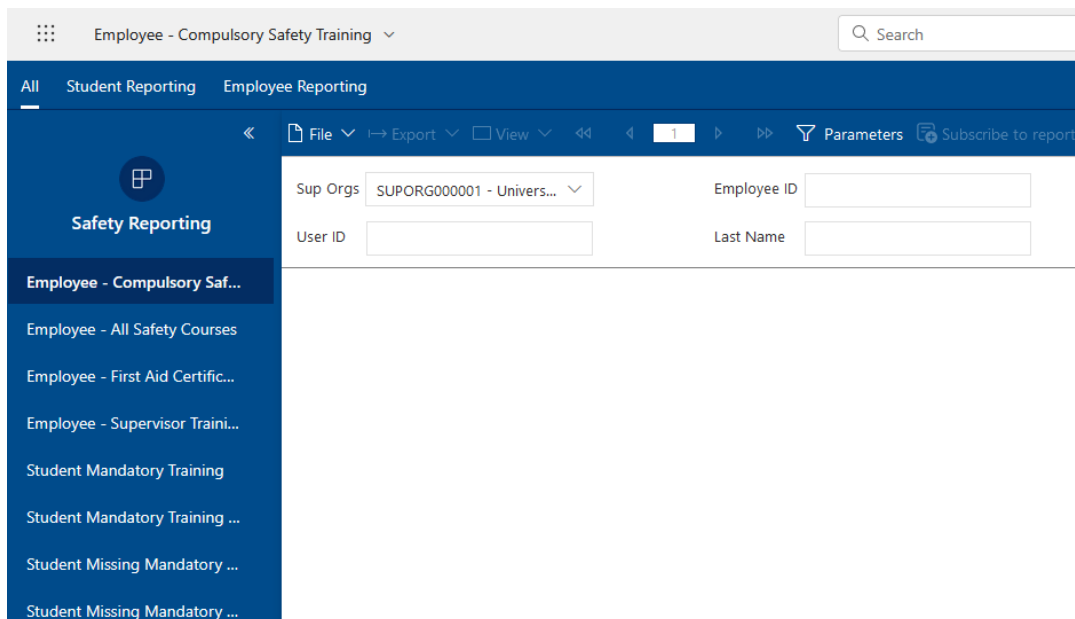 Employee - Compulsory Safety Training
Search
All Student Reporting Employee Reporting
File Export View 1 Parameters Subscribe to report
Safety Reporting
Sup Orgs SUPORG000001 - Univers... Employee ID
User ID Last Name
Employee - Compulsory Saf...
Employee - All Safety Courses
Employee - First Aid Certific...
Employee - Supervisor Traini...
Student Mandatory Training
Student Mandatory Training ...
Student Missing Mandatory ...
Student Missing Mandatory ...